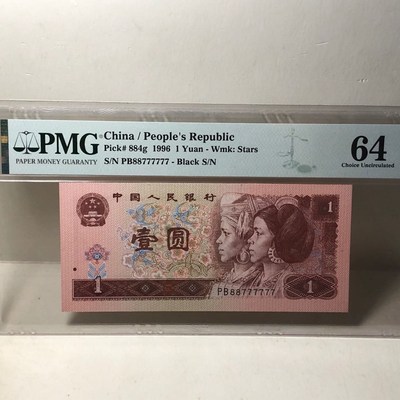 PMG
PAPER MONEY GUARANTY
China / People's Republic
Pick# 884g 1996 1 Yuan - Wmk: Stars
S/N PB88777777 - Black S/N
64
Choice Uncirculated
中国人民银行
1
壹圆
PB88777777
1
1